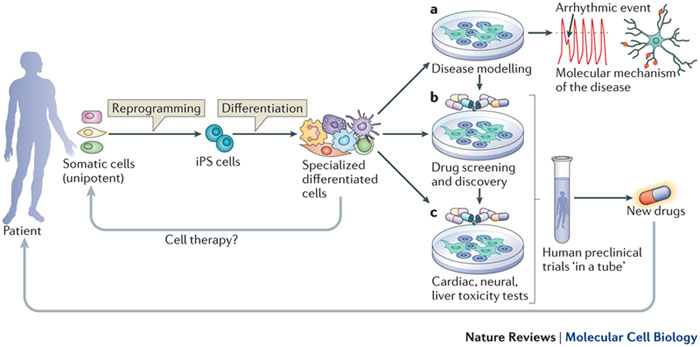 a
Arrhythmic event
Disease modelling
Molecular mechanism
of the disease
Reprogramming
Differentiation
b
Somatic cells
(unipotent)
iPS cells
Specialized
differentiated
cells
Drug screening
and discovery
Patient
Cell therapy?
c
Cardiac, neural,
liver toxicity tests
Human preclinical
trials ‘in a tube’
New drugs
Nature Reviews | Molecular Cell Biology